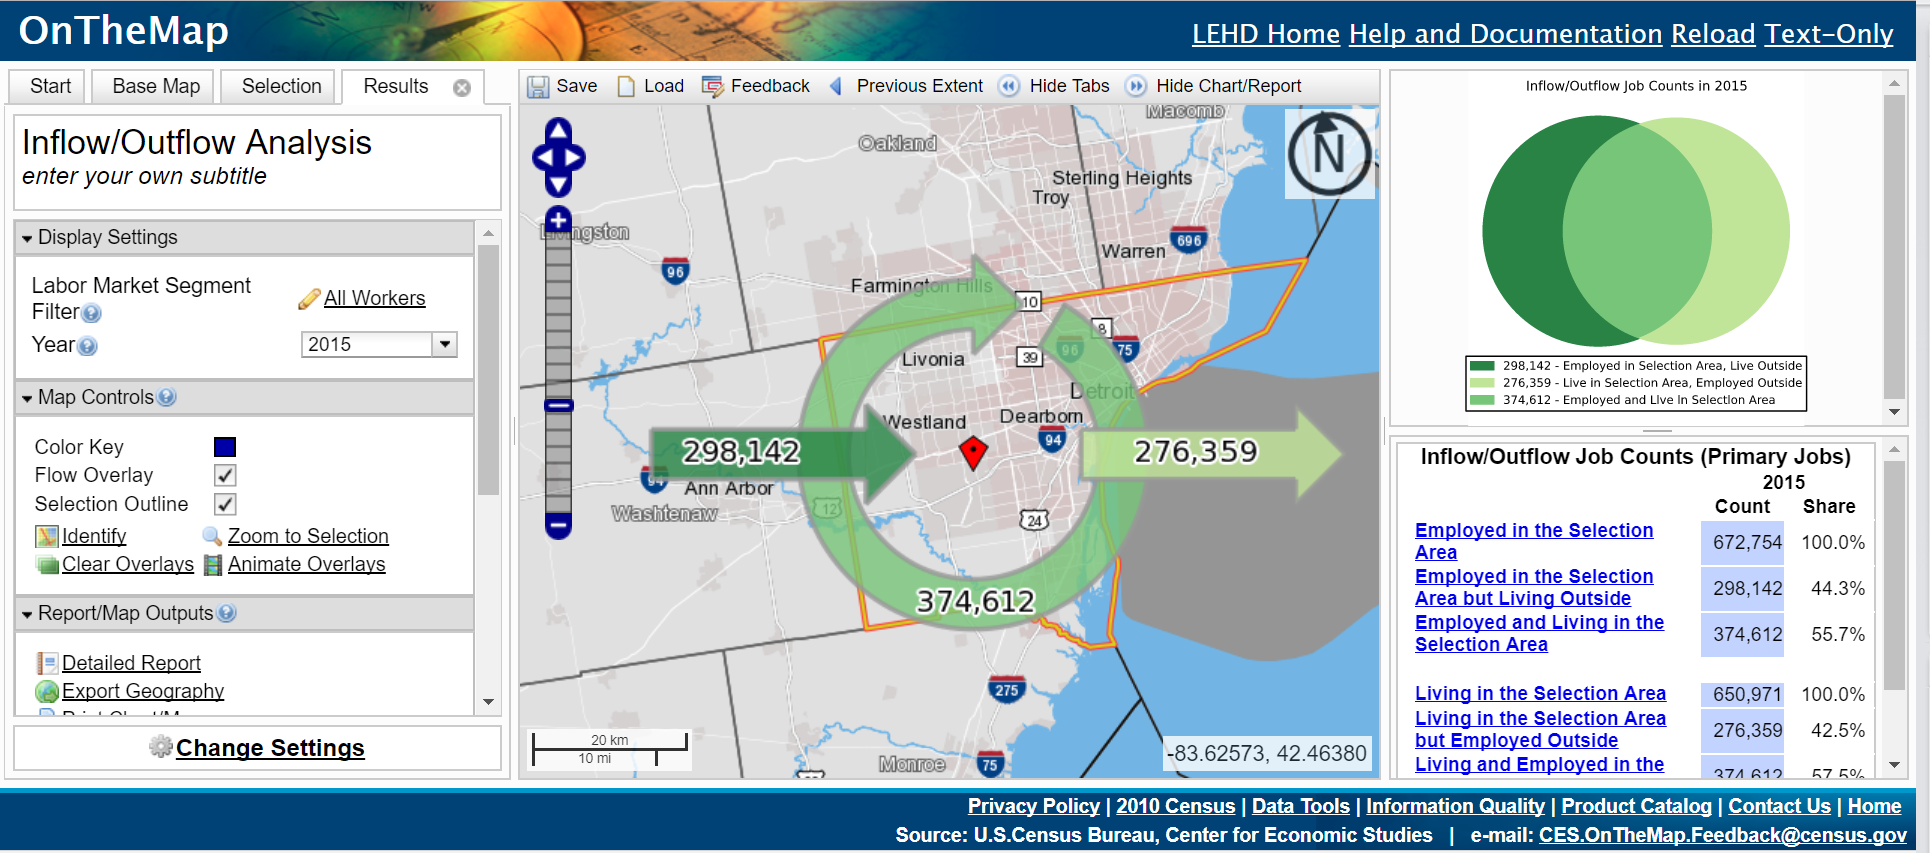 OnTheMap
LEHD Home Help and Documentation Reload Text-Only
Start Base Map Selection Results
Inflow/Outflow Analysis
enter your own subtitle
Display Settings
Labor Market Segment
Filter
All Workers
Year
2015
Map Controls
Color Key
Flow Overlay
Selection Outline
Identify Zoom to Selection
Clear Overlays Animate Overlays
Report/Map Outputs
Detailed Report
Export Geography
Change Settings
Save Load Feedback Previous Extent Hide Tabs Hide Chart/Report
Macomb
Oakland
N
Sterling Heights
Troy
Livingston
696
Warren
96
Farmington Hills
10
8
96
75
39
Livonia
Detroit
Westland
Dearborn
94
298,142
276,359
94
Ann Arbor
12
Washtenaw
24
374,612
275
20 km
10 mi
Monroe
75
-83.62573, 42.46380
Inflow/Outflow Job Counts in 2015
298,142 - Employed in Selection Area, Live Outside
276,359 - Live in Selection Area, Employed Outside
374,612 - Employed and Live in Selection Area
Inflow/Outflow Job Counts (Primary Jobs)
2015
Count Share
Employed in the Selection
Area
672,754 100.0%
Employed in the Selection
Area but Living Outside
298,142 44.3%
Employed and Living in the
Selection Area
374,612 55.7%
Living in the Selection Area 650,971 100.0%
Living in the Selection Area
but Employed Outside
276,359 42.5%
Living and Employed in the
374,612 57.5%
Privacy Policy | 2010 Census | Data Tools | Information Quality | Product Catalog | Contact Us | Home
Source: U.S.Census Bureau, Center for Economic Studies | e-mail: CES.OnTheMap.Feedback@census.gov